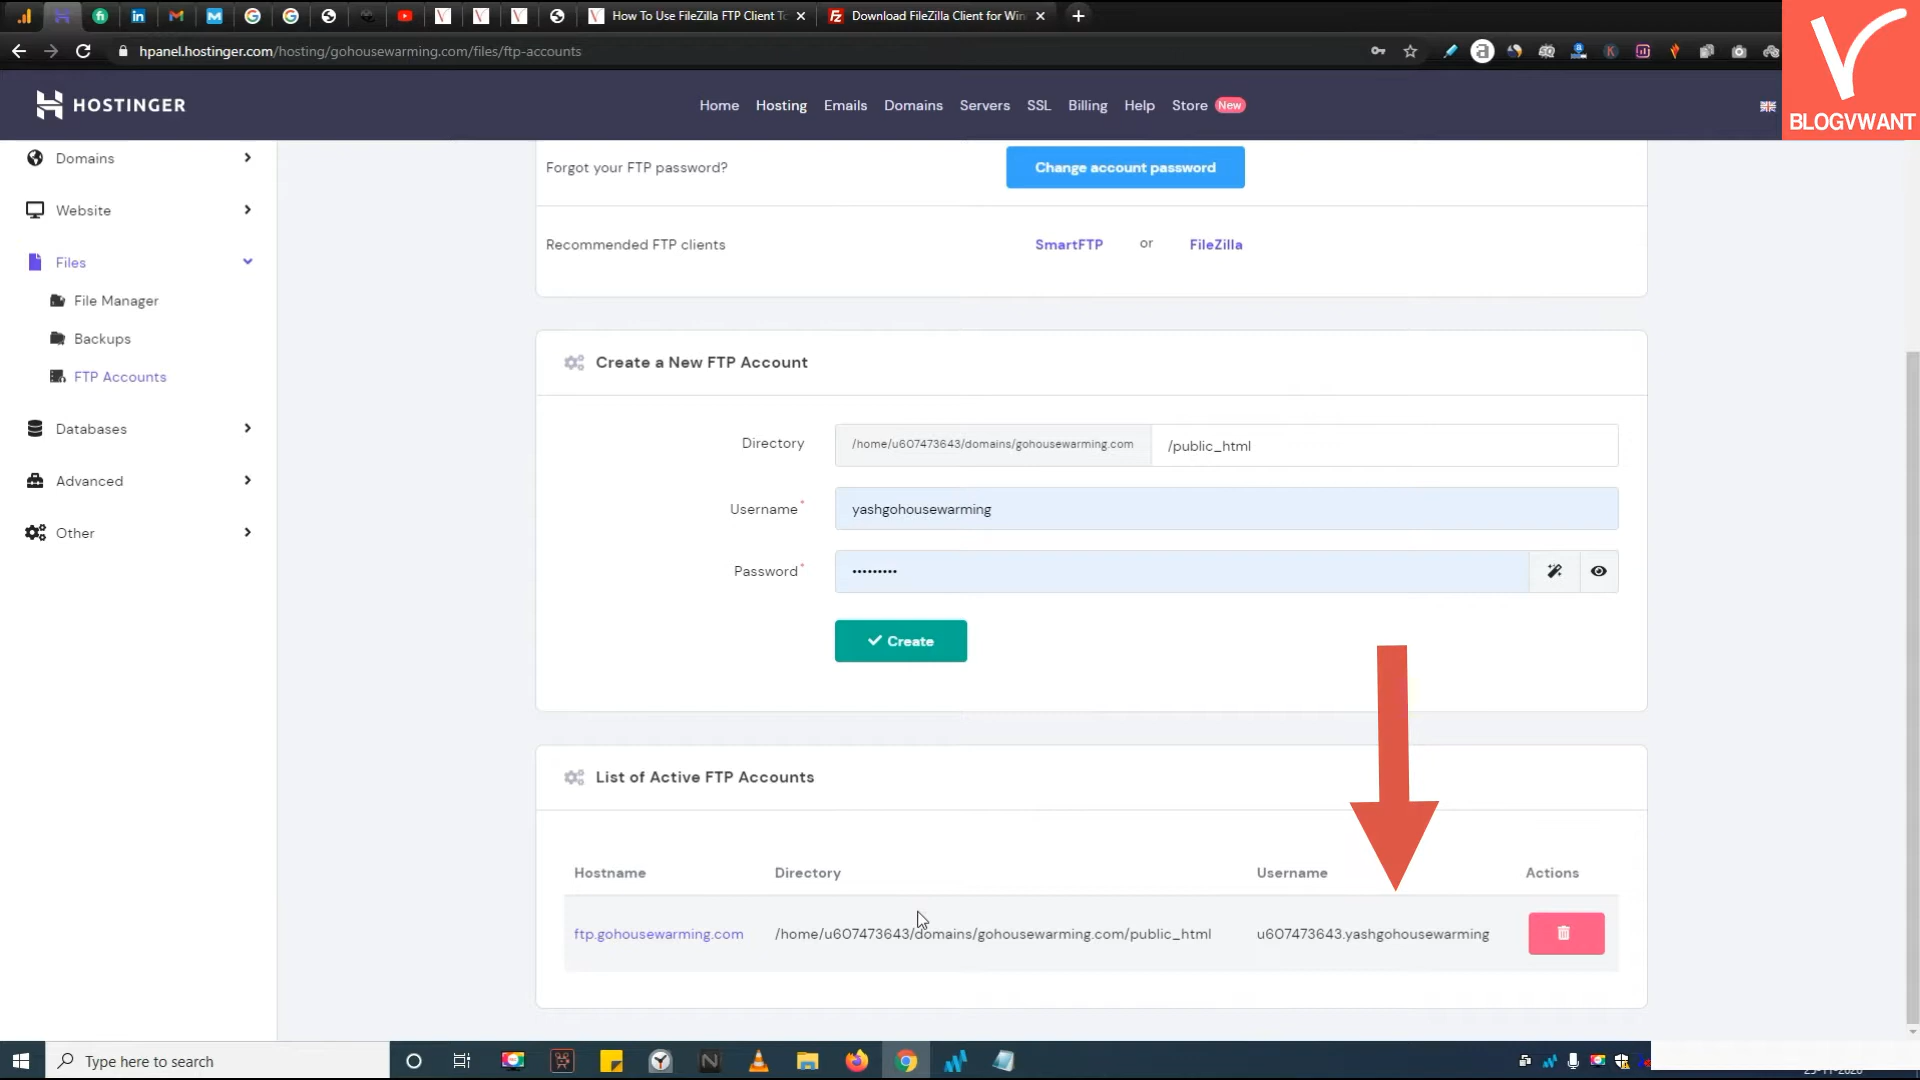 How To Use FileZilla FTP Client T
Download FileZilla Client for Win
hpanel.hostinger.com/hosting/gohousewarming.com/files/ftp-accounts
BLOGVWANT
HOSTINGER
Home Hosting Emails Domains Servers SSL Billing Help Store New
Domains
Website
Files
File Manager
Backups
FTP Accounts
Databases
Advanced
Other
Forgot your FTP password? Change account password
Recommended FTP clients SmartFTP or FileZilla
Create a New FTP Account
Directory /home/u607473643/domains/gohousewarming.com /public_html
Username* yashgohousewarming
Password* •••••••••
Create
List of Active FTP Accounts
Hostname Directory Username Actions
ftp.gohousewarming.com /home/u607473643/domains/gohousewarming.com/public_html u607473643.yashgohousewarming
Type here to search